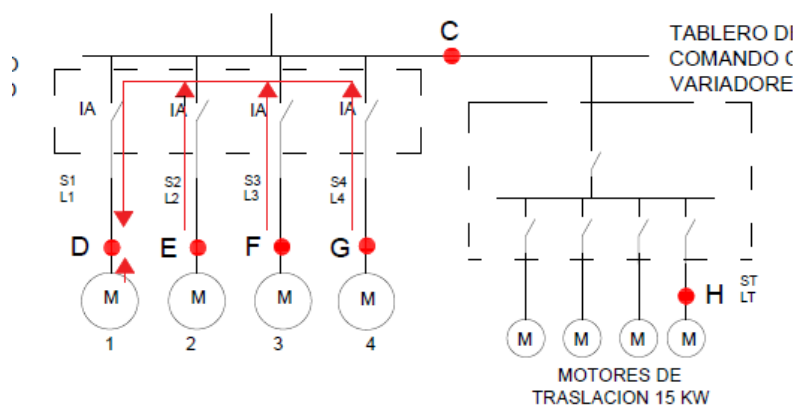 C
TABLERO DI
COMANDO C
VARIADORE
O
O
IA
IA
IA
IA
S1
L1
S2
L2
S3
L3
S4
L4
D
E
F
G
H
ST
LT
M
M
M
M
1
2
3
4
M
M
M
M
MOTORES DE
TRASLACION 15 KW